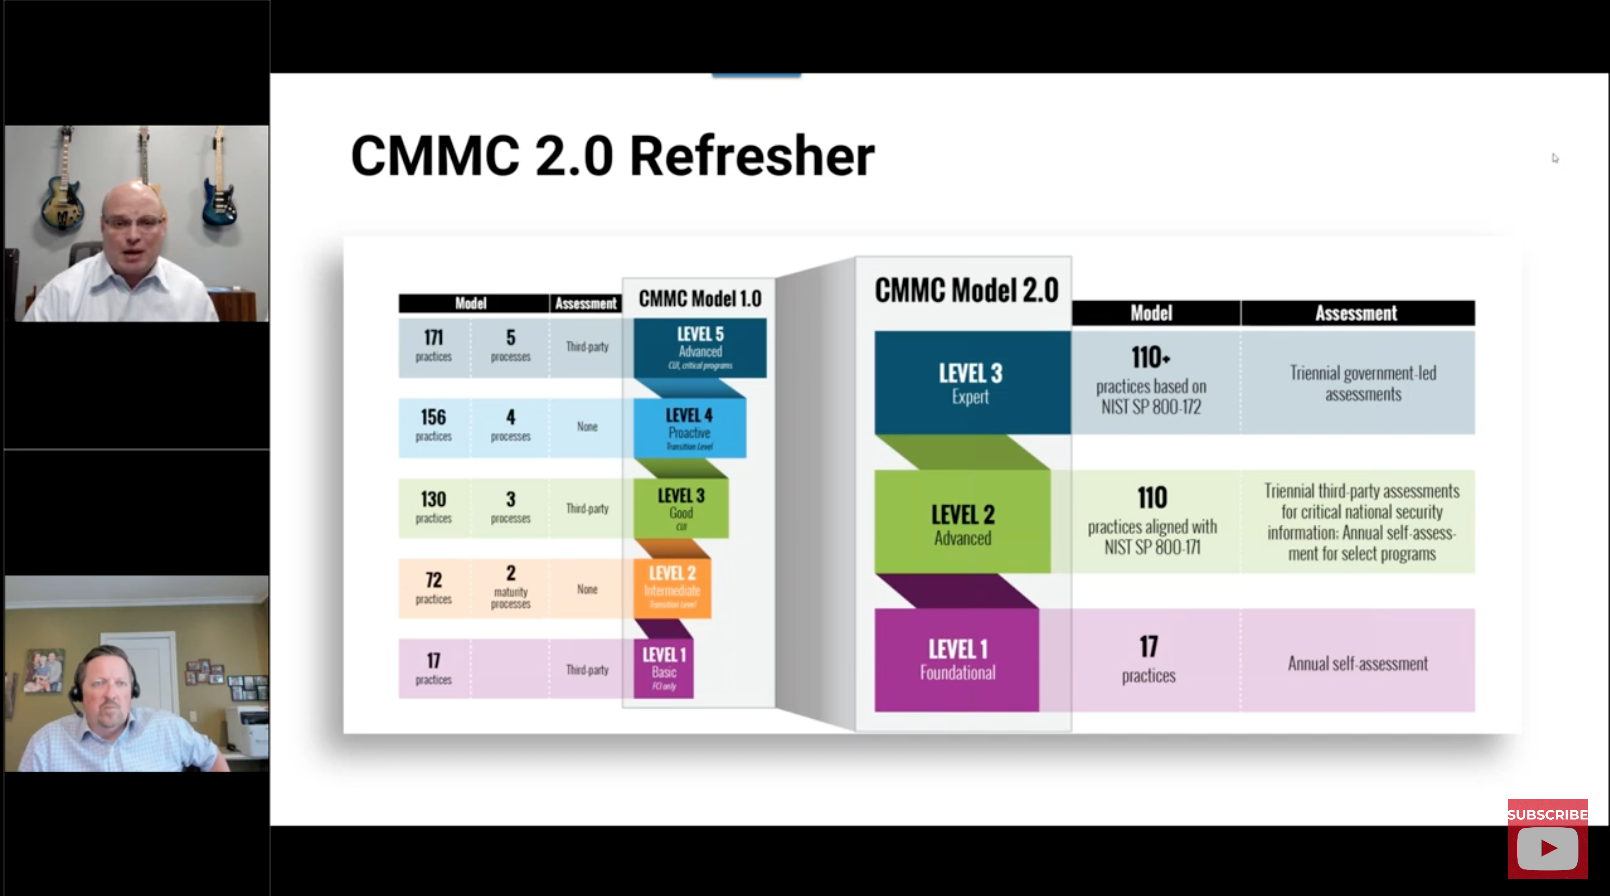 CMMC 2.0 Refresher
Model
Assessment
CMMC Model 1.0
171
practices
5
processes
Third-party
LEVEL 5
Advanced
CUI, critical programs
156
practices
4
processes
None
LEVEL 4
Proactive
Transition Level
130
practices
3
processes
Third-party
LEVEL 3
Good
CUI
72
practices
2
maturity
processes
None
LEVEL 2
Intermediate
Transition Level
17
practices
Third-party
LEVEL 1
Basic
FCI only
CMMC Model 2.0
Model
Assessment
LEVEL 3
Expert
110+
practices based on
NIST SP 800-172
Triennial government-led
assessments
LEVEL 2
Advanced
110
practices aligned with
NIST SP 800-171
Triennial third-party assessments
for critical national security
information; Annual self-assess-
ment for select programs
LEVEL 1
Foundational
17
practices
Annual self-assessment
SUBSCRIBE